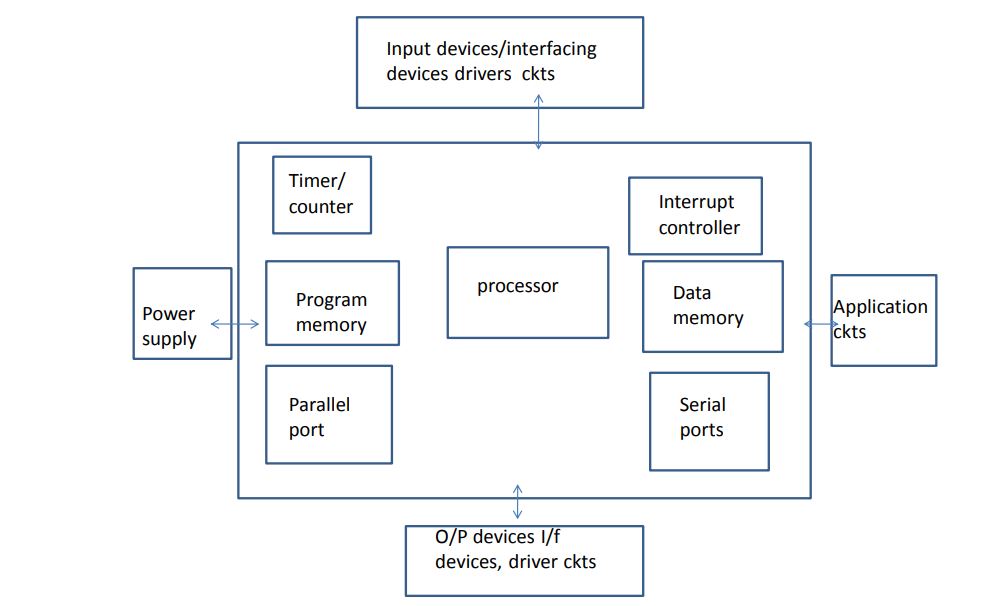 Input devices/interfacing
devices drivers ckts
Timer/
counter
Interrupt
controller
processor
Program
memory
Data
memory
Power
supply
Application
ckts
Parallel
port
Serial
ports
O/P devices I/f
devices, driver ckts